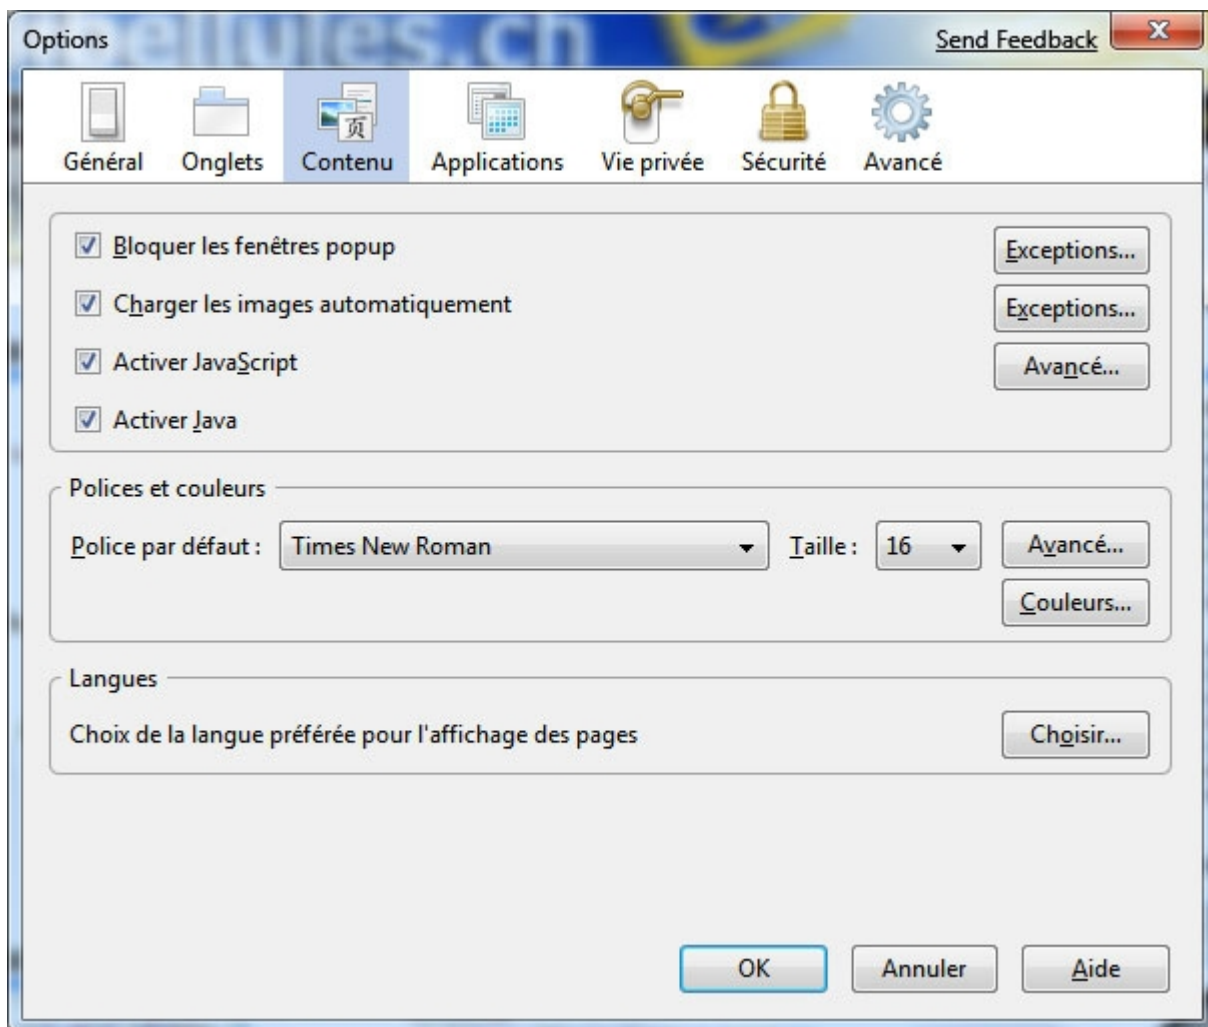 Options
Send Feedback
Général Onglets Contenu Applications Vie privée Sécurité Avancé
Bloquer les fenêtres popup Exceptions...
Charger les images automatiquement Exceptions...
Activer JavaScript Avancé...
Activer Java
Polices et couleurs
Police par défaut : Times New Roman Taille : 16 Avancé...
Couleurs...
Langues
Choix de la langue préférée pour l'affichage des pages Choisir...
OK Annuler Aide